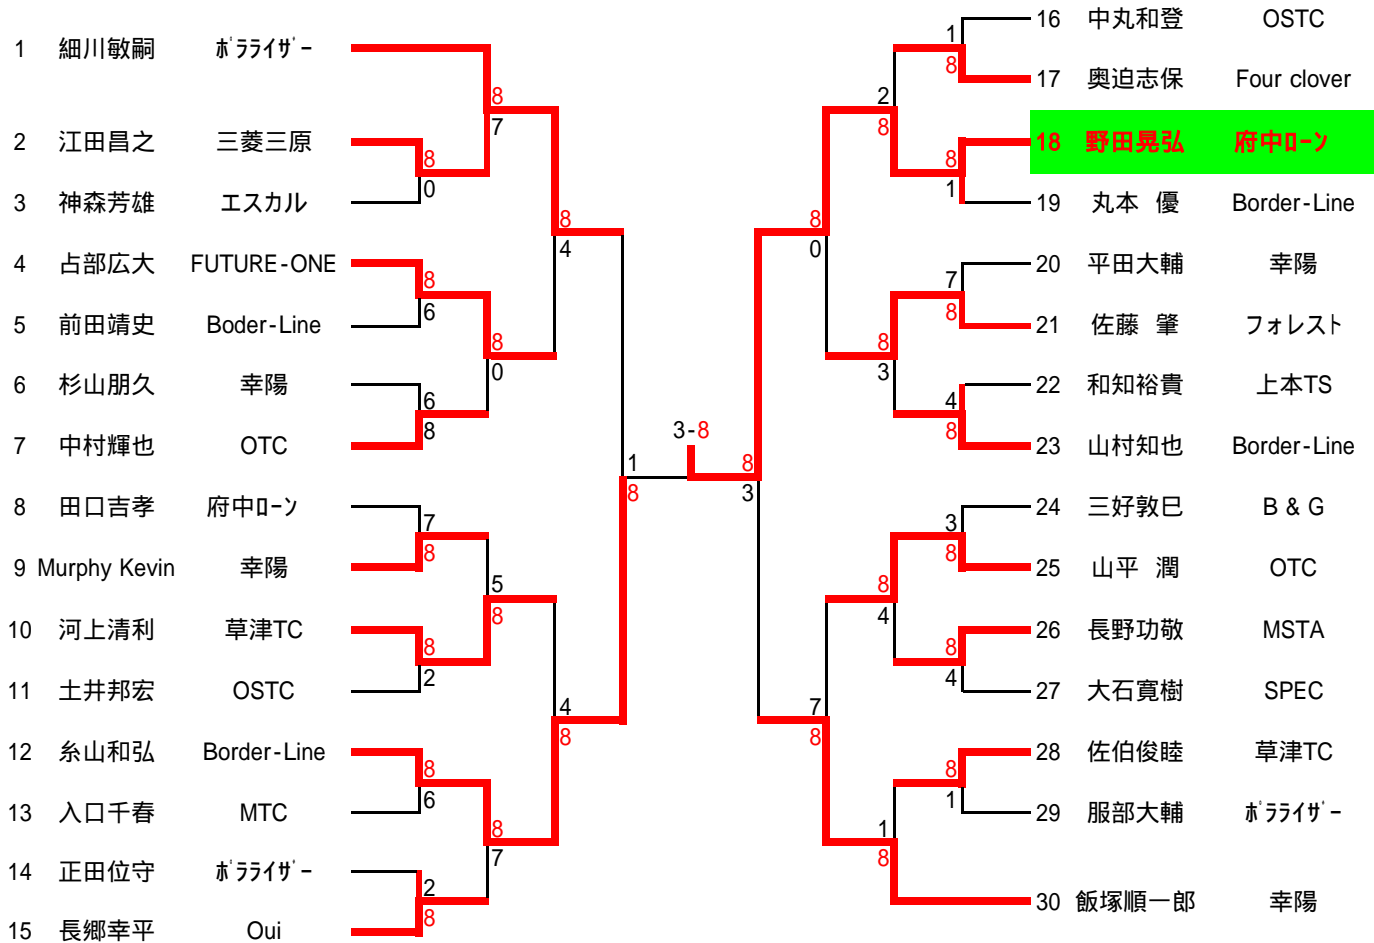 1 細川敏嗣 ﾎﾟﾗﾗｲｻﾞｰ
2 江田昌之 三菱三原
3 神森芳雄 エスカル
4 占部広大 FUTURE-ONE
5 前田靖史 Boder-Line
6 杉山朋久 幸陽
7 中村輝也 OTC
8 田口吉孝 府中ﾛｰﾝ
9 Murphy Kevin 幸陽
10 河上清利 草津TC
11 土井邦宏 OSTC
12 糸山和弘 Border-Line
13 入口千春 MTC
14 正田位守 ﾎﾟﾗﾗｲｻﾞｰ
15 長郷幸平 Oui
8
0
8
6
6
8
7
8
8
2
8
6
2
8
8
7
8
0
5
8
8
7
8
4
4
8
1
8
3-8
8
3
8
0
7
8
2
8
8
3
8
4
1
8
1
8
8
1
7
8
4
8
3
8
8
4
8
1
16 中丸和登 OSTC
17 奥迫志保 Four clover
18 野田晃弘 府中ﾛｰﾝ
19 丸本 優 Border-Line
20 平田大輔 幸陽
21 佐藤 肇 フォレスト
22 和知裕貴 上本TS
23 山村知也 Border-Line
24 三好敦巳 B & G
25 山平 潤 OTC
26 長野功敬 MSTA
27 大石寛樹 SPEC
28 佐伯俊睦 草津TC
29 服部大輔 ﾎﾟﾗﾗｲｻﾞｰ
30 飯塚順一郎 幸陽